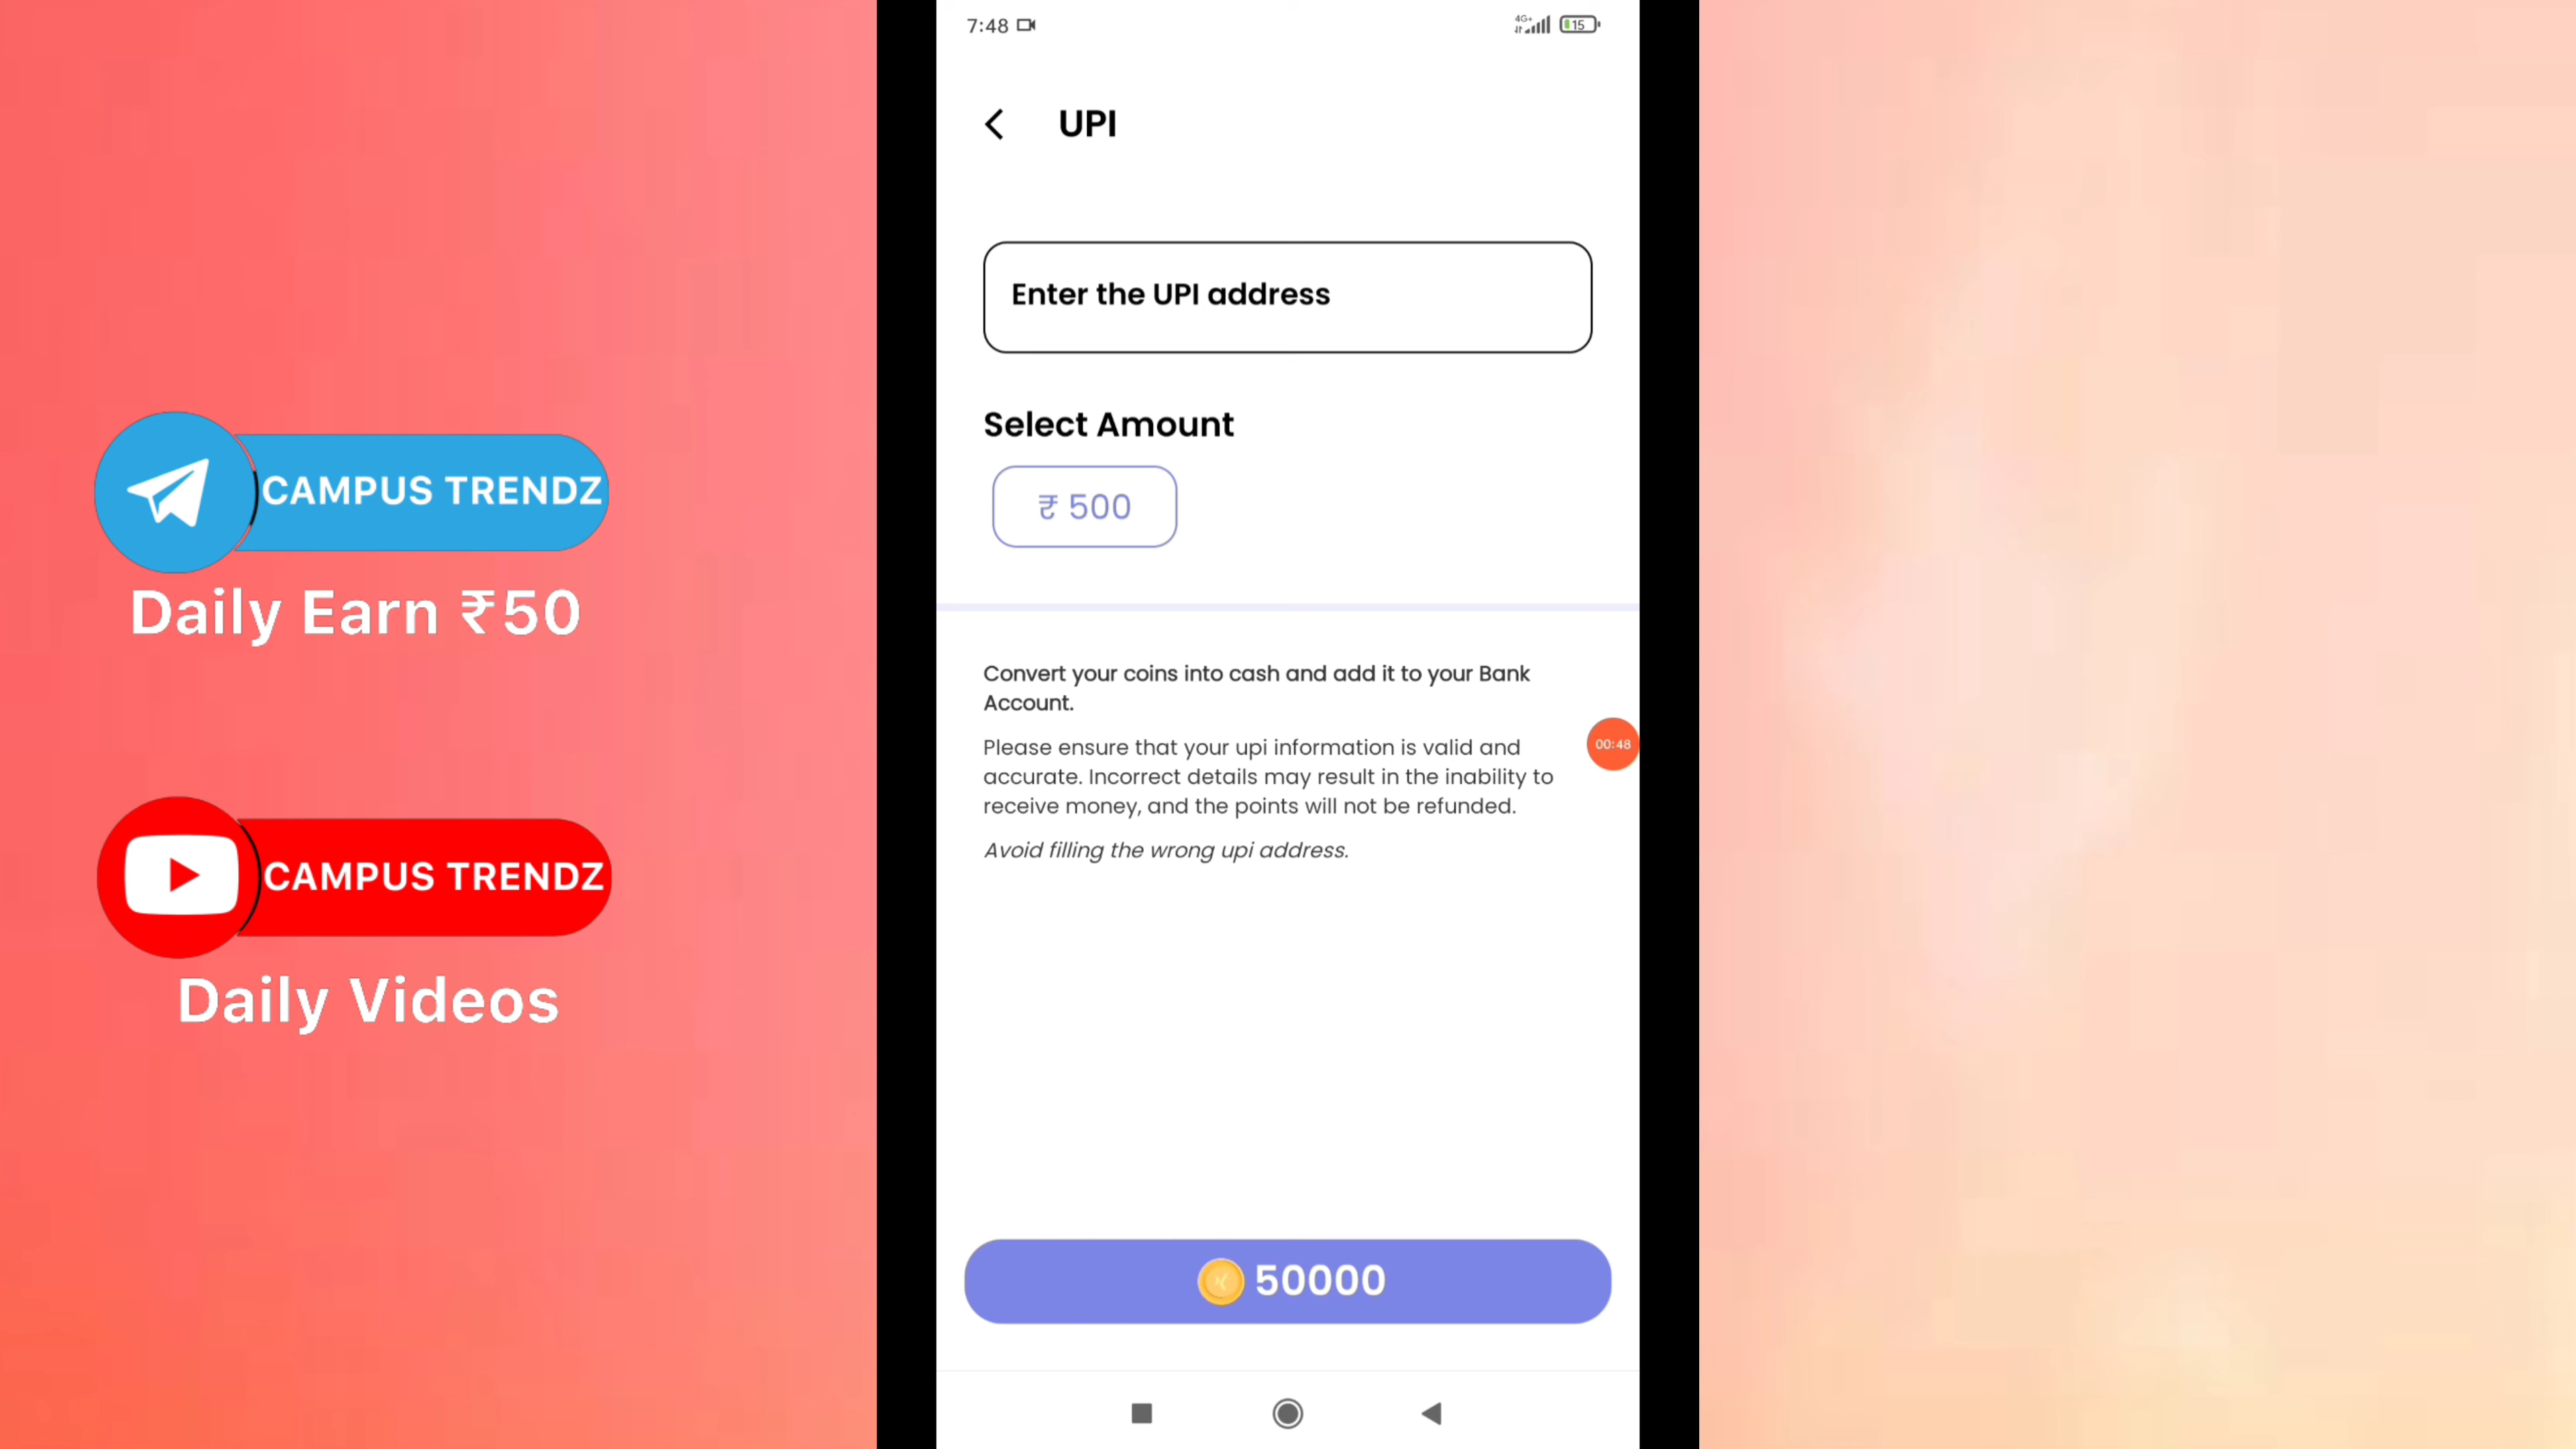 7:48
4G+
15
UPI
Enter the UPI address
Select Amount
₹ 500
CAMPUS TRENDZ
Daily Earn ₹50
CAMPUS TRENDZ
Daily Videos
Convert your coins into cash and add it to your Bank
Account.
Please ensure that your upi information is valid and
accurate. Incorrect details may result in the inability to
receive money, and the points will not be refunded.
Avoid filling the wrong upi address.
00:48
50000